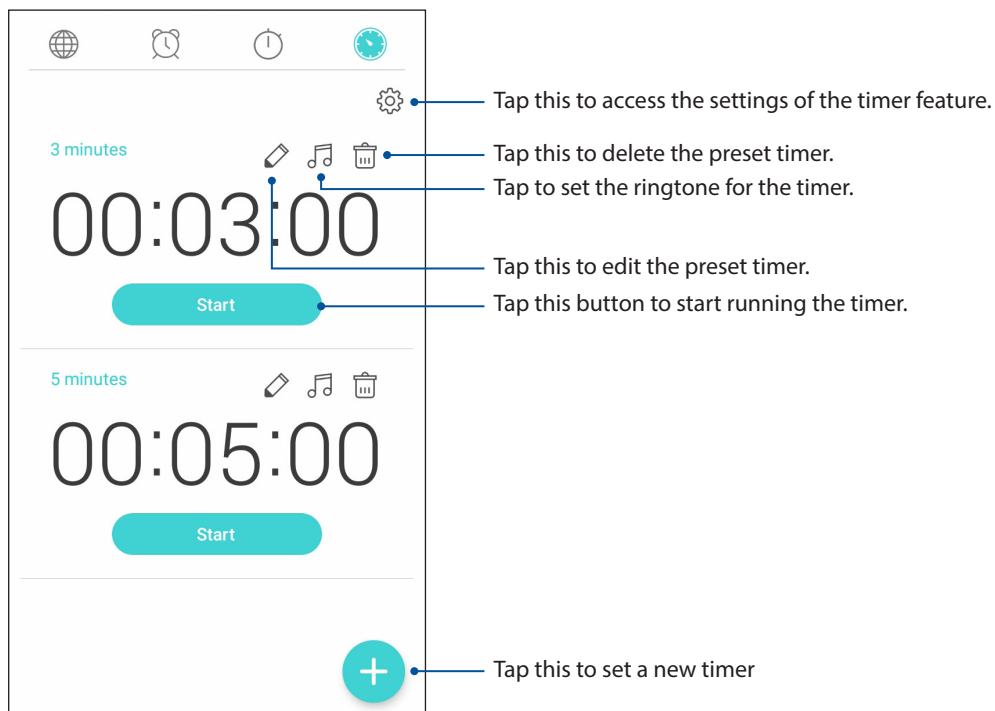 Tap this to access the settings of the timer feature.
3 minutes
Tap this to delete the preset timer.
Tap to set the ringtone for the timer.
00:03:00
Tap this to edit the preset timer.
Start
Tap this button to start running the timer.
5 minutes
00:05:00
Start
Tap this to set a new timer